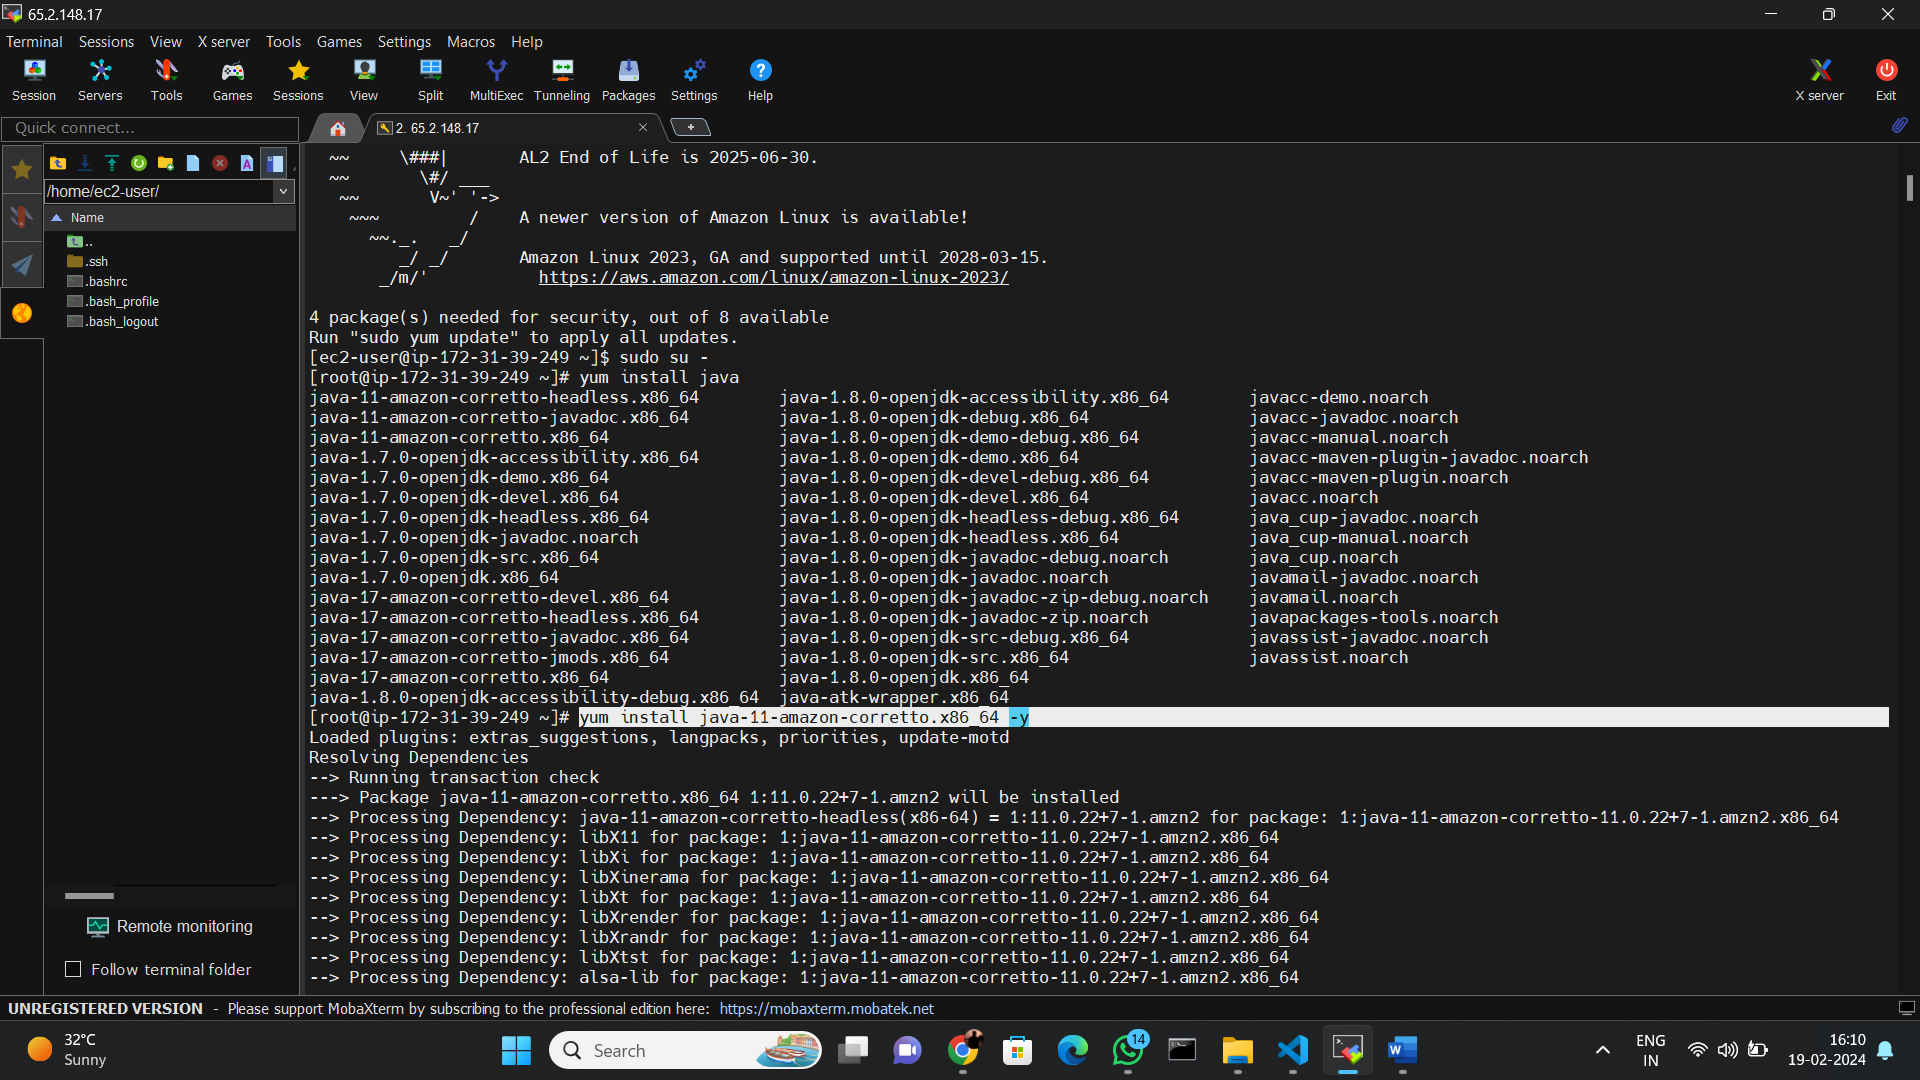 65.2.148.17
Terminal Sessions View X server Tools Games Settings Macros Help
Session Servers Tools Games Sessions View Split MultiExec Tunneling Packages Settings Help X server Exit
Quick connect...
2. 65.2.148.17
/home/ec2-user/
Name
..
.ssh
.bashrc
.bash_profile
.bash_logout
~~ \###| AL2 End of Life is 2025-06-30.
~~ \#/ ___
~~ V~' '->
~~~ / A newer version of Amazon Linux is available!
~~._. _/
_/ _/ Amazon Linux 2023, GA and supported until 2028-03-15.
_/m/' https://aws.amazon.com/linux/amazon-linux-2023/
4 package(s) needed for security, out of 8 available
Run "sudo yum update" to apply all updates.
[ec2-user@ip-172-31-39-249 ~]$ sudo su -
[root@ip-172-31-39-249 ~]# yum install java
java-11-amazon-corretto-headless.x86_64 java-1.8.0-openjdk-accessibility.x86_64 javacc-demo.noarch
java-11-amazon-corretto-javadoc.x86_64 java-1.8.0-openjdk-debug.x86_64 javacc-javadoc.noarch
java-11-amazon-corretto.x86_64 java-1.8.0-openjdk-demo-debug.x86_64 javacc-manual.noarch
java-1.7.0-openjdk-accessibility.x86_64 java-1.8.0-openjdk-demo.x86_64 javacc-maven-plugin-javadoc.noarch
java-1.7.0-openjdk-demo.x86_64 java-1.8.0-openjdk-devel-debug.x86_64 javacc-maven-plugin.noarch
java-1.7.0-openjdk-devel.x86_64 java-1.8.0-openjdk-devel.x86_64 javacc.noarch
java-1.7.0-openjdk-headless.x86_64 java-1.8.0-openjdk-headless-debug.x86_64 java_cup-javadoc.noarch
java-1.7.0-openjdk-javadoc.noarch java-1.8.0-openjdk-headless.x86_64 java_cup-manual.noarch
java-1.7.0-openjdk-src.x86_64 java-1.8.0-openjdk-javadoc-debug.noarch java_cup.noarch
java-1.7.0-openjdk.x86_64 java-1.8.0-openjdk-javadoc.noarch javamail-javadoc.noarch
java-17-amazon-corretto-devel.x86_64 java-1.8.0-openjdk-javadoc-zip-debug.noarch javamail.noarch
java-17-amazon-corretto-headless.x86_64 java-1.8.0-openjdk-javadoc-zip.noarch javapackages-tools.noarch
java-17-amazon-corretto-javadoc.x86_64 java-1.8.0-openjdk-src-debug.x86_64 javassist-javadoc.noarch
java-17-amazon-corretto-jmods.x86_64 java-1.8.0-openjdk-src.x86_64 javassist.noarch
java-17-amazon-corretto.x86_64 java-1.8.0-openjdk.x86_64
java-1.8.0-openjdk-accessibility-debug.x86_64 java-atk-wrapper.x86_64
[root@ip-172-31-39-249 ~]# yum install java-11-amazon-corretto.x86_64 -y
Loaded plugins: extras_suggestions, langpacks, priorities, update-motd
Resolving Dependencies
--> Running transaction check
---> Package java-11-amazon-corretto.x86_64 1:11.0.22+7-1.amzn2 will be installed
--> Processing Dependency: java-11-amazon-corretto-headless(x86-64) = 1:11.0.22+7-1.amzn2 for package: 1:java-11-amazon-corretto-11.0.22+7-1.amzn2.x86_64
--> Processing Dependency: libX11 for package: 1:java-11-amazon-corretto-11.0.22+7-1.amzn2.x86_64
--> Processing Dependency: libXi for package: 1:java-11-amazon-corretto-11.0.22+7-1.amzn2.x86_64
--> Processing Dependency: libXinerama for package: 1:java-11-amazon-corretto-11.0.22+7-1.amzn2.x86_64
--> Processing Dependency: libXt for package: 1:java-11-amazon-corretto-11.0.22+7-1.amzn2.x86_64
--> Processing Dependency: libXrender for package: 1:java-11-amazon-corretto-11.0.22+7-1.amzn2.x86_64
--> Processing Dependency: libXrandr for package: 1:java-11-amazon-corretto-11.0.22+7-1.amzn2.x86_64
--> Processing Dependency: libXtst for package: 1:java-11-amazon-corretto-11.0.22+7-1.amzn2.x86_64
--> Processing Dependency: alsa-lib for package: 1:java-11-amazon-corretto-11.0.22+7-1.amzn2.x86_64
Remote monitoring
Follow terminal folder
UNREGISTERED VERSION - Please support MobaXterm by subscribing to the professional edition here: https://mobaxterm.mobatek.net
32°C
Sunny
Search
14
ENG
IN
16:10
19-02-2024